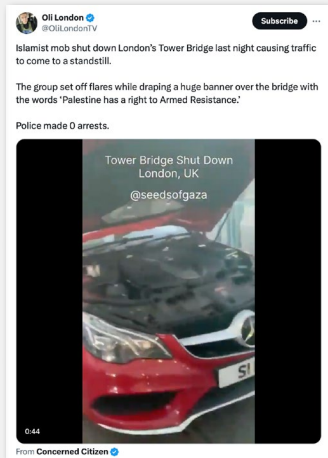 Oli London
@OliLondonTV
Subscribe
Islamist mob shut down London's Tower Bridge last night causing traffic
to come to a standstill.
The group set off flares while draping a huge banner over the bridge with
the words 'Palestine has a right to Armed Resistance.'
Police made 0 arrests.
Tower Bridge Shut Down
London, UK
@seedsofgaza
0:44
From Concerned Citizen